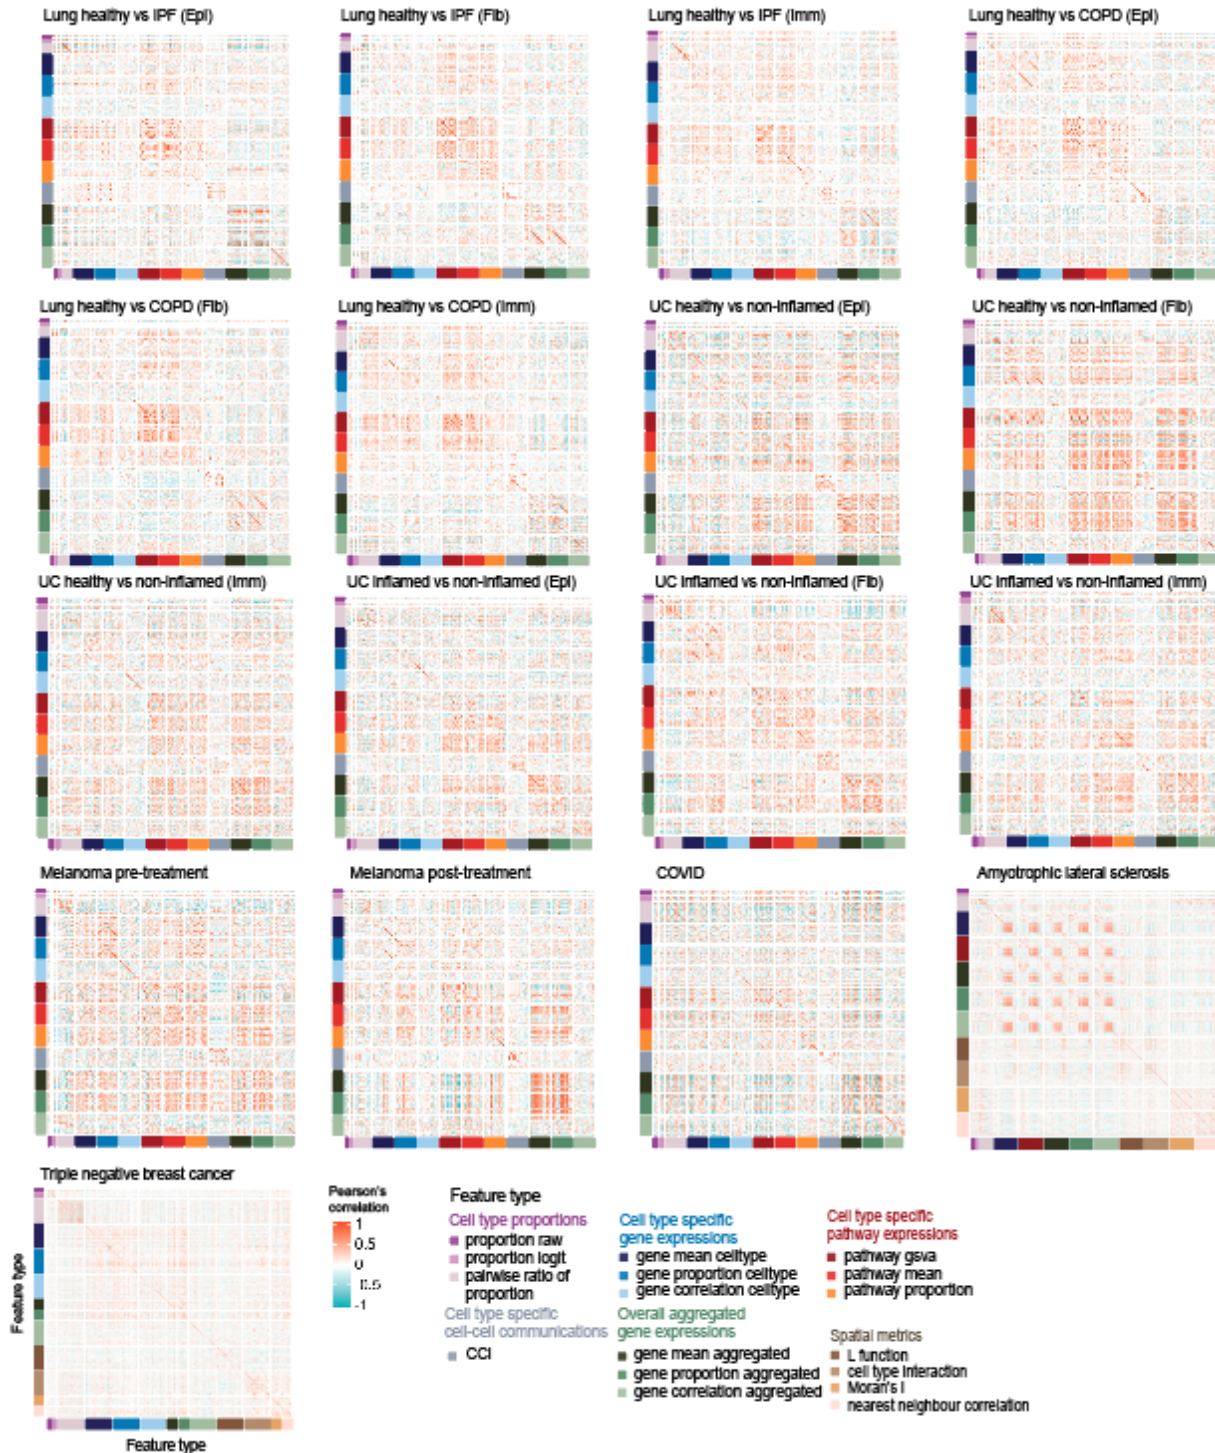 Lung healthy vs IPF (Epi)
Lung healthy vs IPF (Fib)
Lung healthy vs IPF (Imm)
Lung healthy vs COPD (Epi)
Lung healthy vs COPD (Fib)
Lung healthy vs COPD (Imm)
UC healthy vs non-inflamed (Epi)
UC healthy vs non-inflamed (Fib)
UC healthy vs non-inflamed (Imm)
UC inflamed vs non-inflamed (Epi)
UC inflamed vs non-inflamed (Fib)
UC inflamed vs non-inflamed (Imm)
Melanoma pre-treatment
Melanoma post-treatment
COVID
Amyotrophic lateral sclerosis
Triple negative breast cancer
Feature type
Feature type
Pearson's
correlation
1
0.5
0
-0.5
-1
Feature type
Cell type proportions
proportion raw
proportion logit
pairwise ratio of
proportion
Cell type specific
cell-cell communications
CCI
Cell type specific
gene expressions
gene mean celltype
gene proportion celltype
gene correlation celltype
Overall aggregated
gene expressions
gene mean aggregated
gene proportion aggregated
gene correlation aggregated
Cell type specific
pathway expressions
pathway gsva
pathway mean
pathway proportion
Spatial metrics
L function
cell type interaction
Moran's I
nearest neighbour correlation